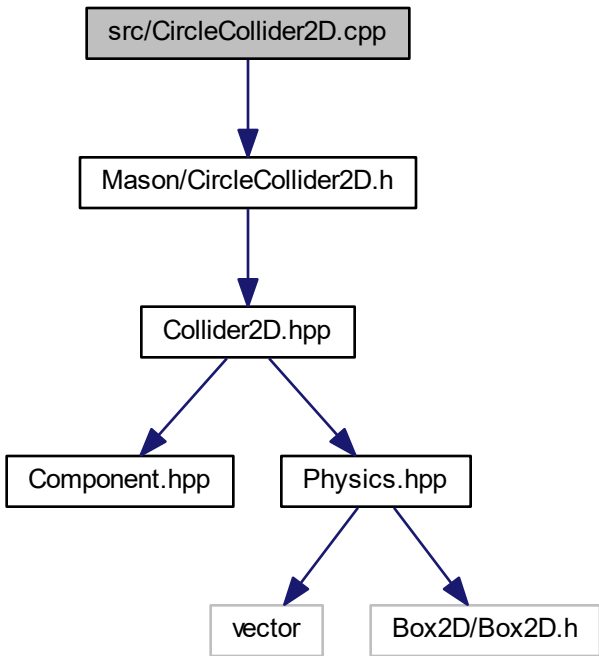 src/CircleCollider2D.cpp
Mason/CircleCollider2D.h
Collider2D.hpp
Component.hpp
Physics.hpp
vector
Box2D/Box2D.h